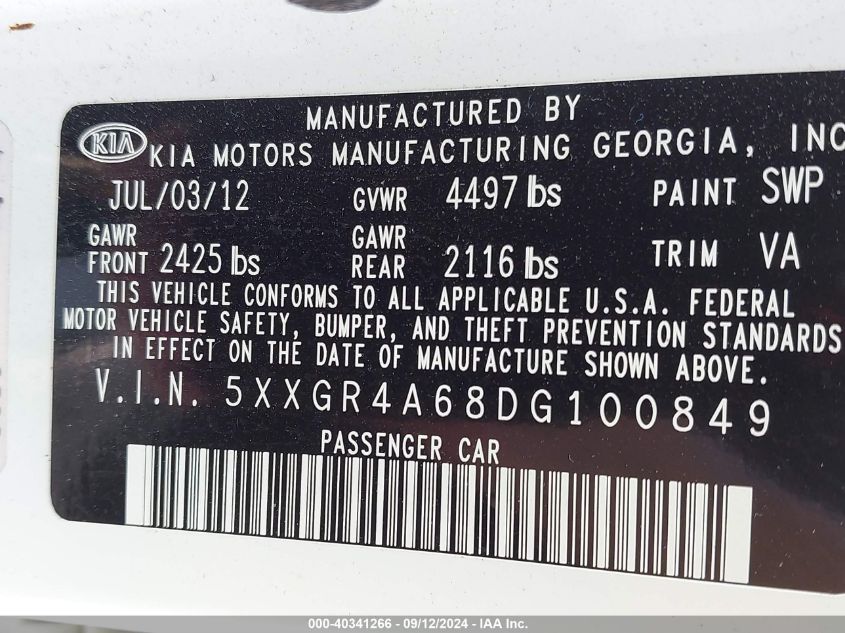 MANUFACTURED BY
KIA KIA MOTORS MANUFACTURING GEORGIA, INC
JUL/03/12 GVWR 4497 lbs PAINT SWP
GAWR FRONT 2425 lbs GAWR REAR 2116 lbs TRIM VA
THIS VEHICLE CONFORMS TO ALL APPLICABLE U.S.A. FEDERAL
MOTOR VEHICLE SAFETY, BUMPER, AND THEFT PREVENTION STANDARDS
IN EFFECT ON THE DATE OF MANUFACTURE SHOWN ABOVE.
V.I.N. 5XXGR4A68DG100849
PASSENGER CAR
000-40341266 - 09/12/2024 - IAA Inc.